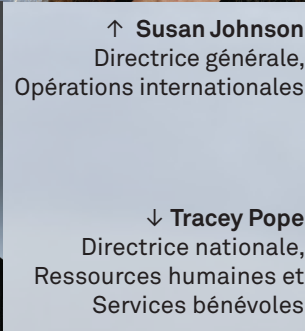 ↑ Susan Johnson
Directrice générale,
Opérations internationales
↓ Tracey Pope
Directrice nationale,
Ressources humaines et
Services bénévoles